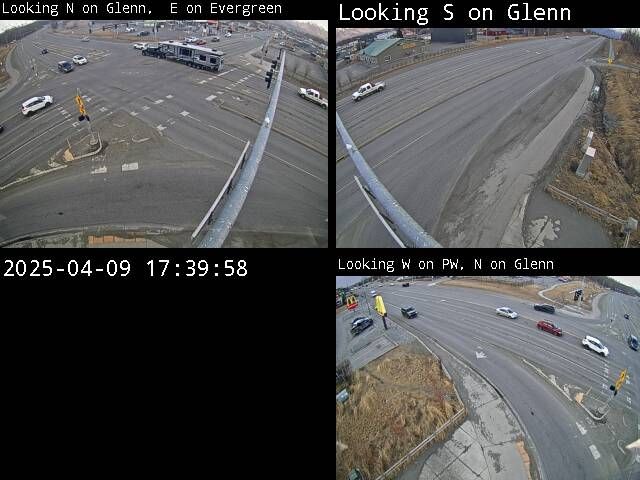 Looking N on Glenn,  E on Evergreen
Looking S on Glenn
2025-04-09 17:39:58
Looking W on PW, N on Glenn